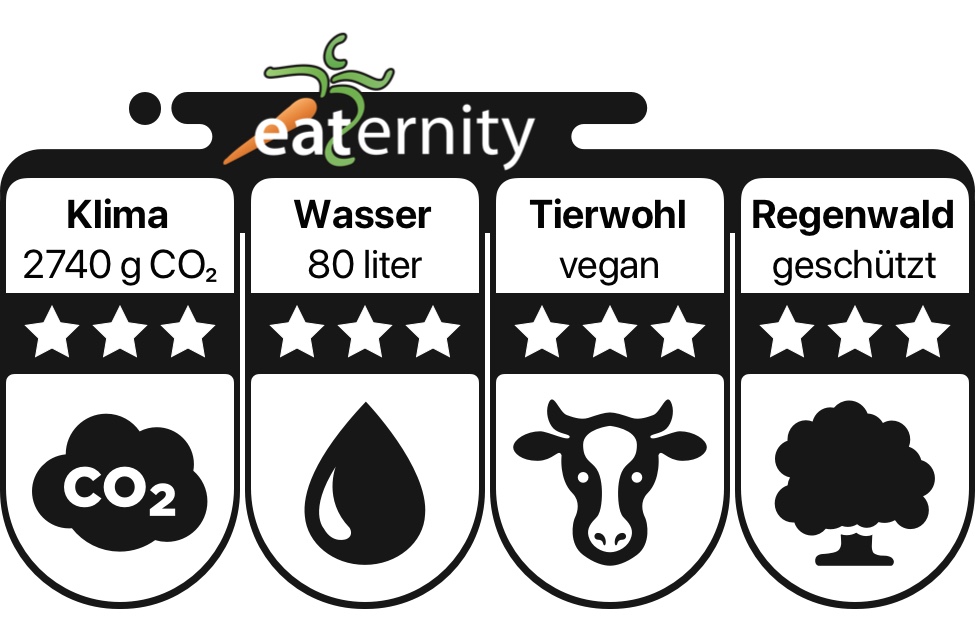 eaternity
Klima
2740 g CO₂
Wasser
80 liter
Tierwohl
vegan
Regenwald
geschützt
CO₂